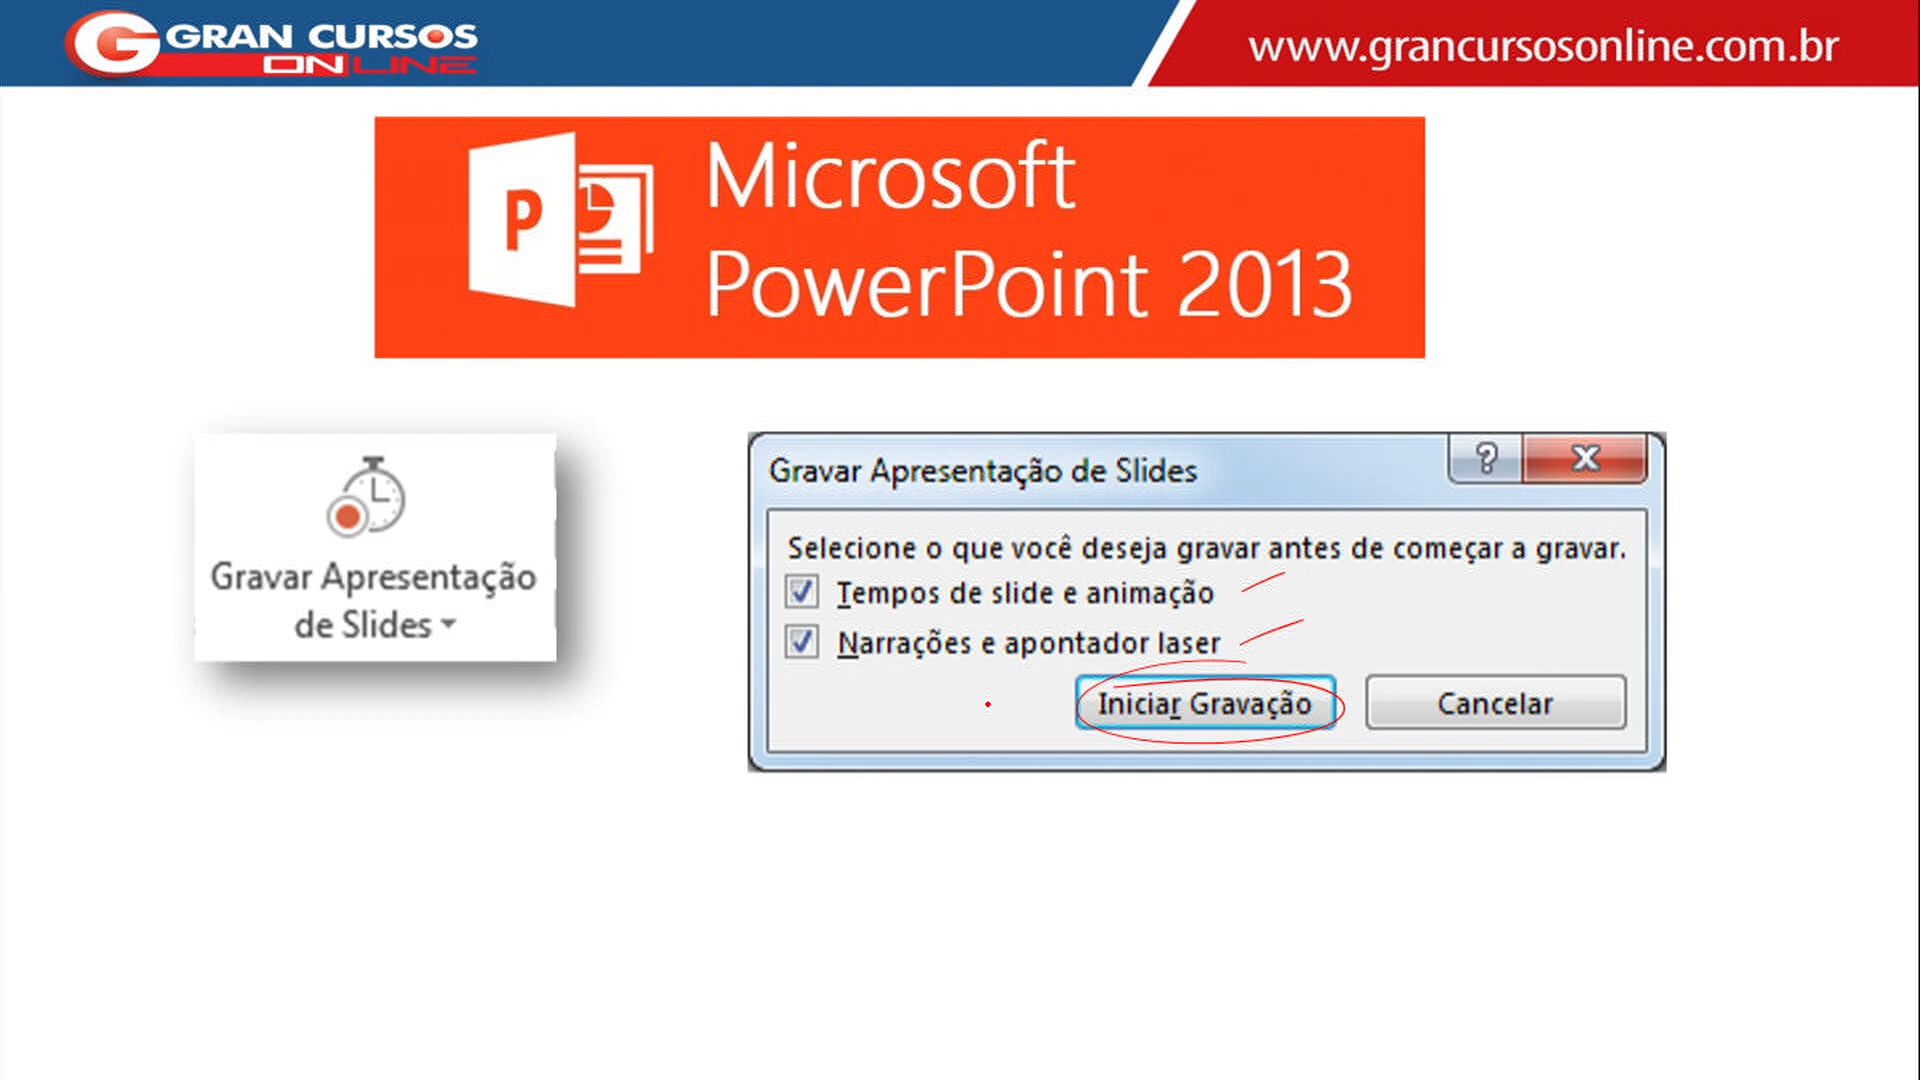 GRAN CURSOS
ONLINE
www.grancursosonline.com.br
Microsoft
PowerPoint 2013
P
Gravar Apresentação
de Slides
Gravar Apresentação de Slides
Selecione o que você deseja gravar antes de começar a gravar.
Tempos de slide e animação
Narrações e apontador laser
Iniciar Gravação
Cancelar